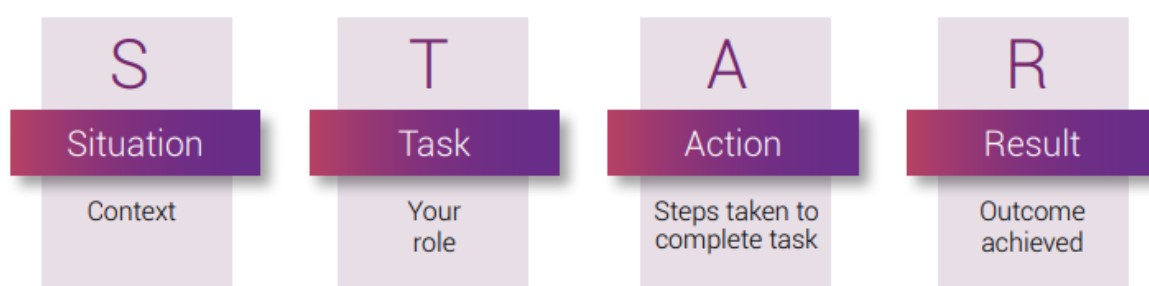 S
Situation
Context
T
Task
Your
role
A
Action
Steps taken to
complete task
R
Result
Outcome
achieved